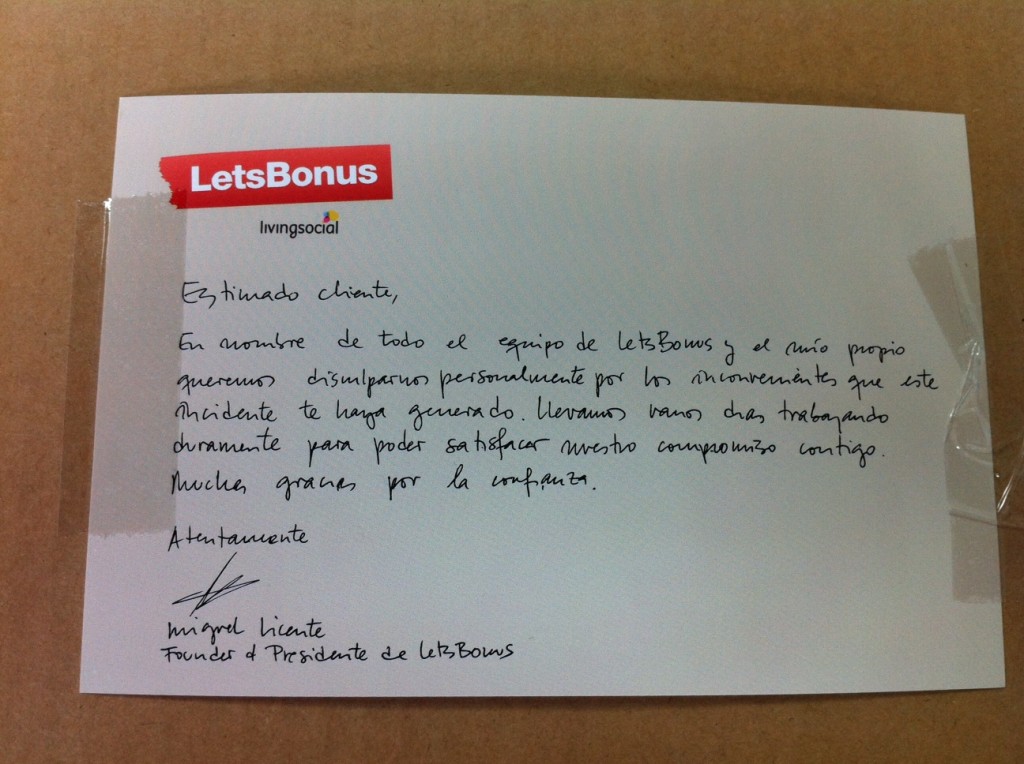 LetsBonus
livingsocial
Estimado cliente,
En nombre de todo el equipo de LetsBonus y el mío propio
queremos disculparnos personalmente por los inconvenientes que este
incidente te haya generado. Llevamos varios días trabajando
duramente para poder satisfacer nuestro compromiso contigo.
Muchas gracias por la confianza.
Atentamente
Miguel Vicente
Founder & Presidente de LetsBonus